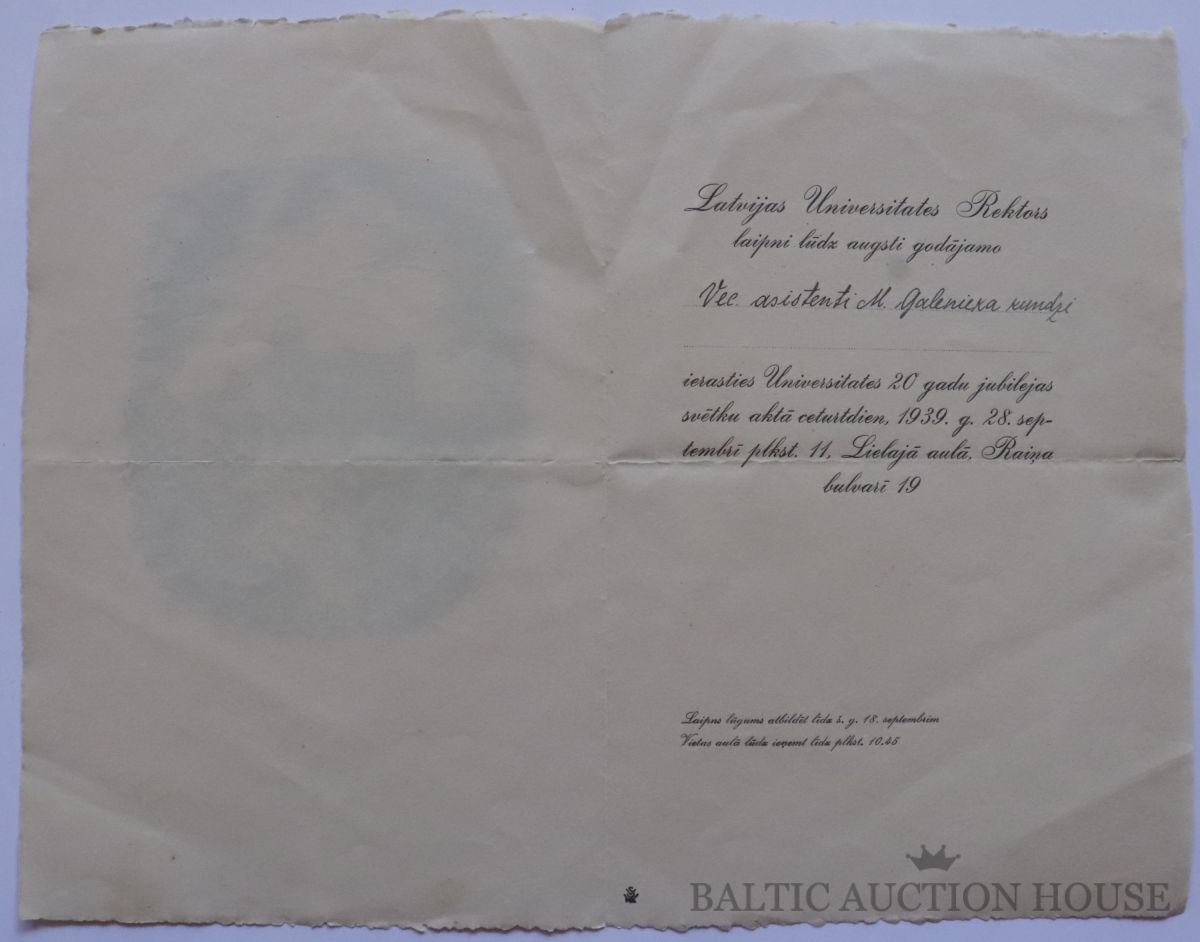 Latvijas Universitates Rektors
laipni lūdz augsti godājamo
Vec. asistenti M. Galenieka kundzi
ierasties Universitates 20 gadu jubilejas
svētku aktā ceturtdien, 1939. g. 28. sep-
tembrī plkst. 11, Lielajā aulā, Raiņa
bulvarī 19
Laipns lūgums atbildēt līdz š. g. 18. septembrim
Vietas aulā lūdz ieņemt līdz plkst. 10.45
BALTIC AUCTION HOUSE